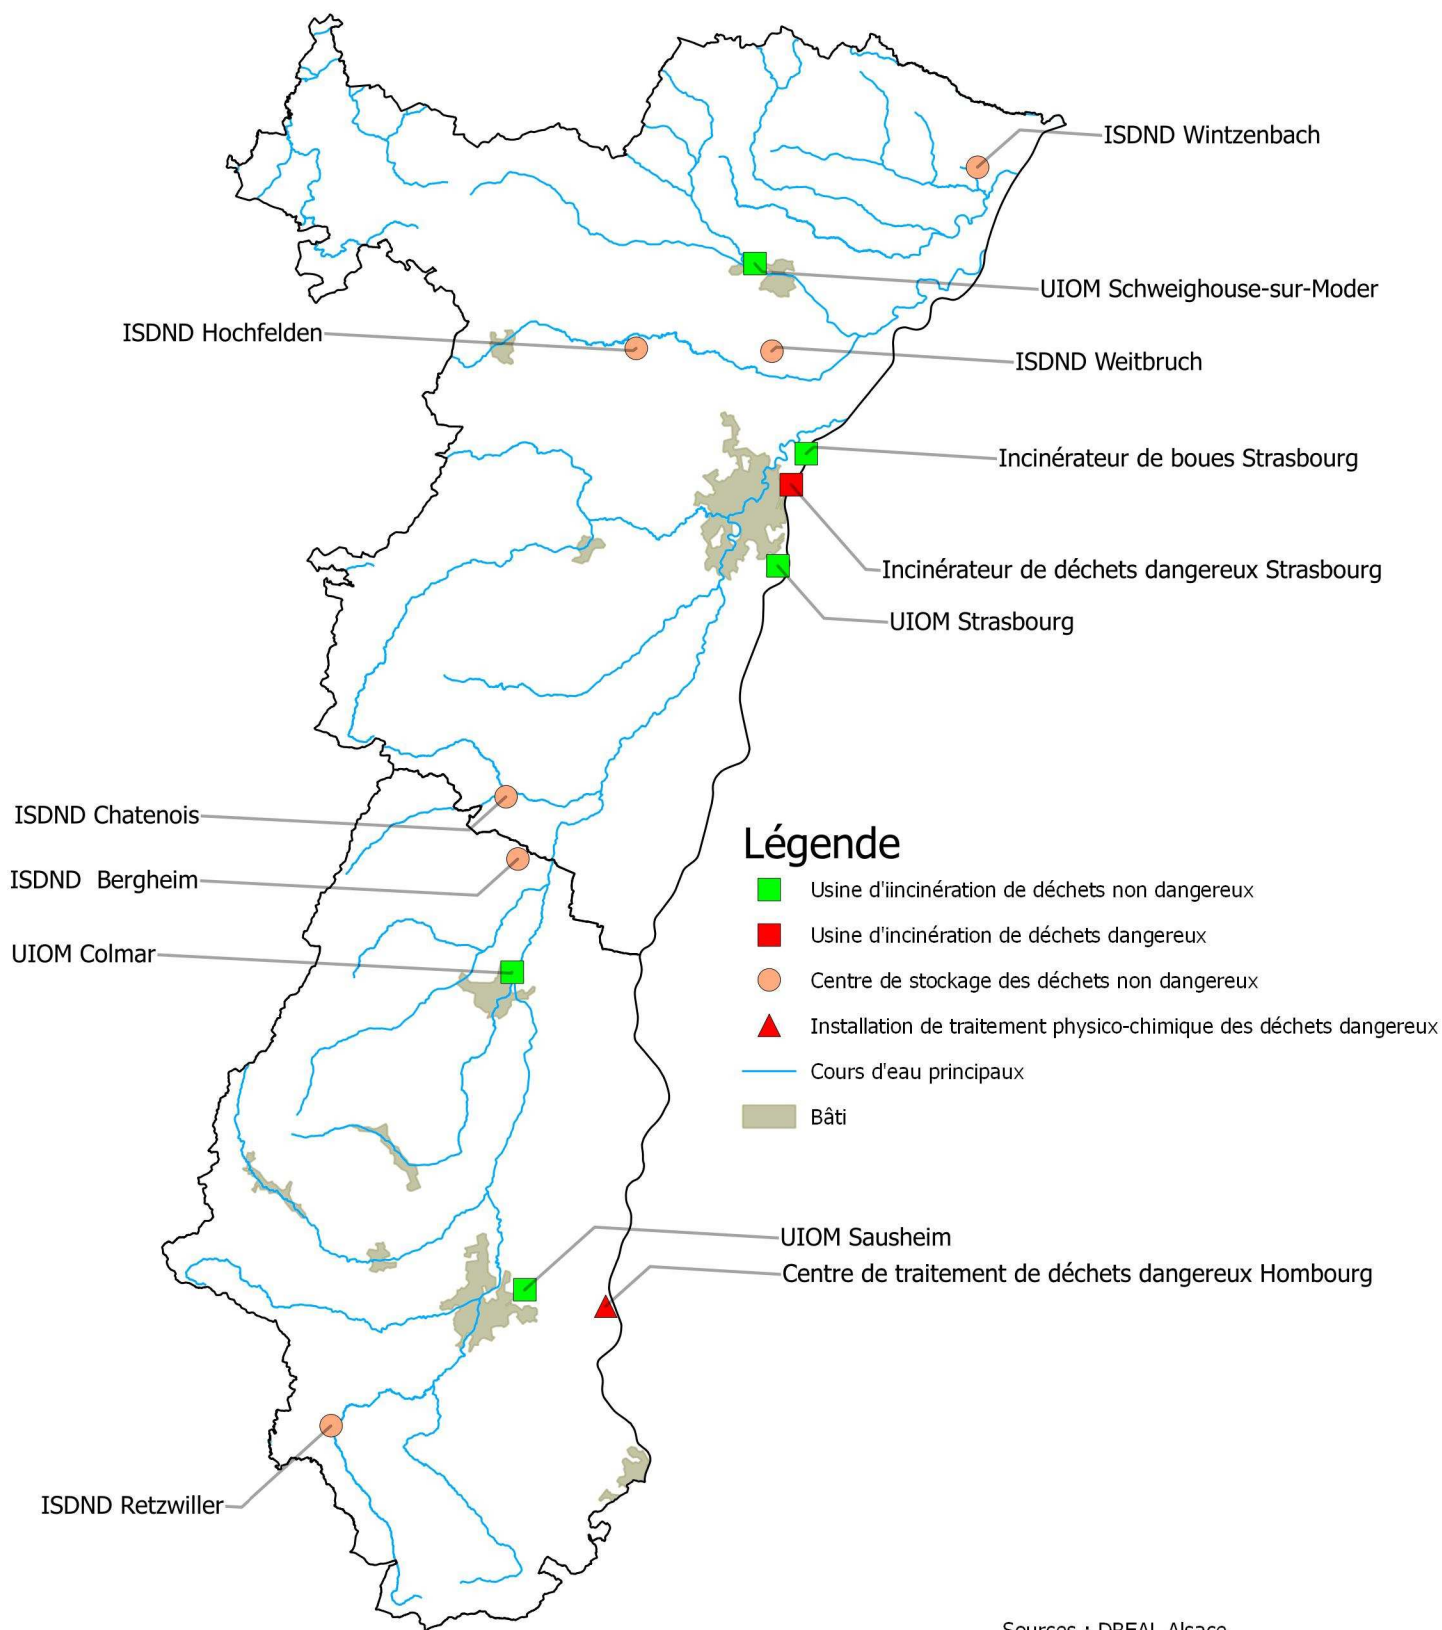 ISDND Wintzenbach
UIOM Schweighouse-sur-Moder
ISDND Hochfelden
ISDND Weitbruch
Incinérateur de boues Strasbourg
Incinérateur de déchets dangereux Strasbourg
UIOM Strasbourg
ISDND Chatenois
ISDND Bergheim
UIOM Colmar
Légende
Usine d'iincinération de déchets non dangereux
Usine d'incinération de déchets dangereux
Centre de stockage des déchets non dangereux
Installation de traitement physico-chimique des déchets dangereux
Cours d'eau principaux
Bâti
UIOM Sausheim
Centre de traitement de déchets dangereux Hombourg
ISDND Retzwiller
Sources : DREAL Alsace